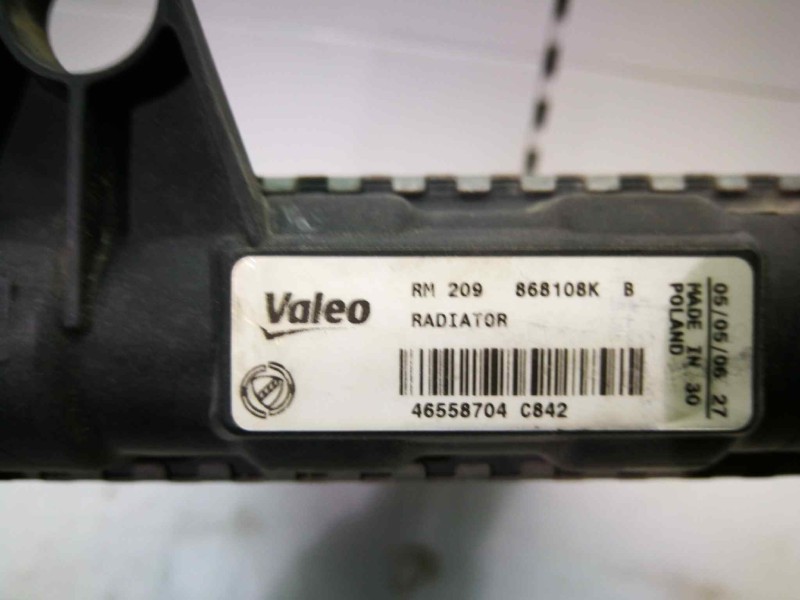 Valeo
RM 209 868108K B
RADIATOR
46558704 C842
05/05/06 27
MADE IN 30
POLAND